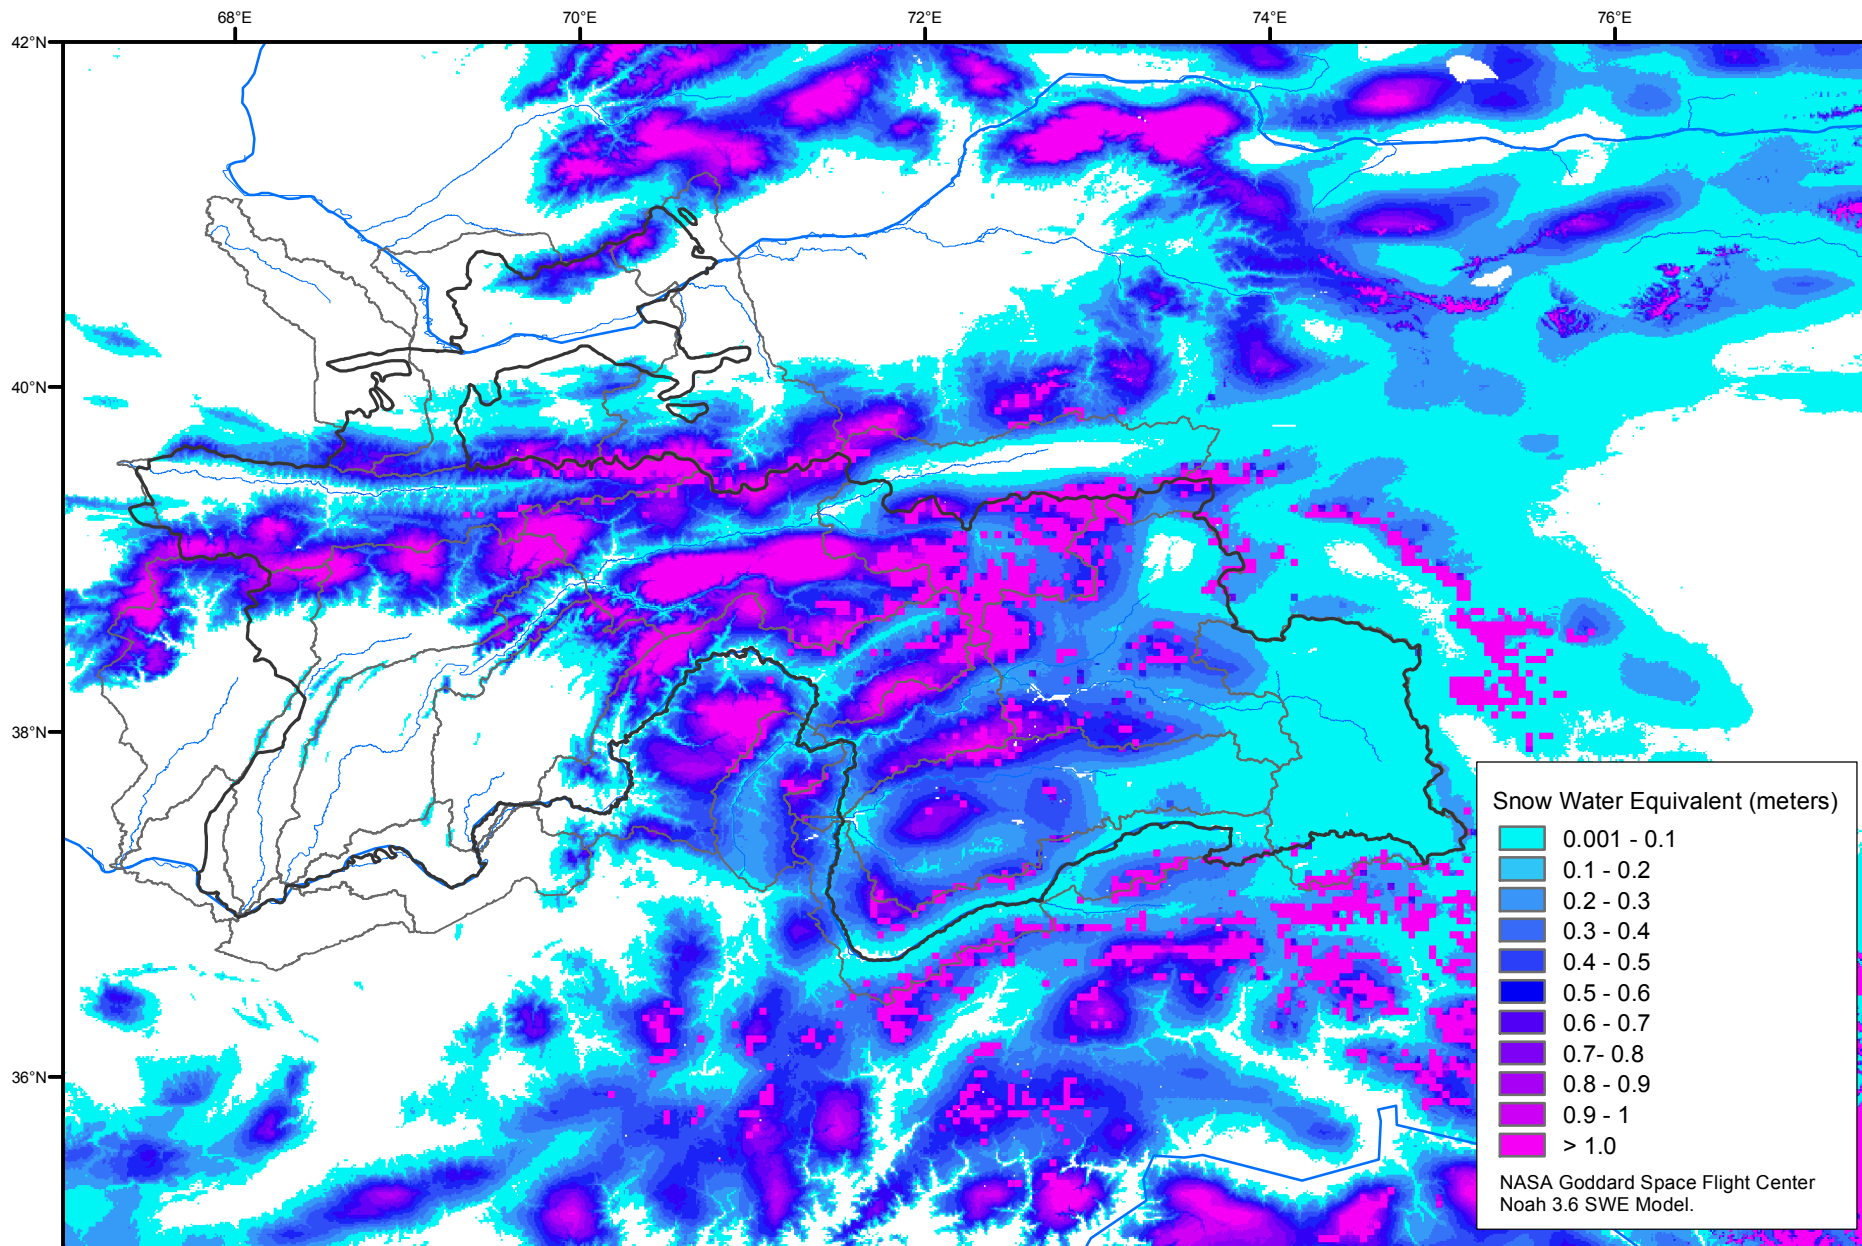 68°E
70°E
72°E
74°E
76°E
42°N
40°N
38°N
36°N
Snow Water Equivalent (meters)
0.001 - 0.1
0.1 - 0.2
0.2 - 0.3
0.3 - 0.4
0.4 - 0.5
0.5 - 0.6
0.6 - 0.7
0.7- 0.8
0.8 - 0.9
0.9 - 1
> 1.0
NASA Goddard Space Flight Center
Noah 3.6 SWE Model.